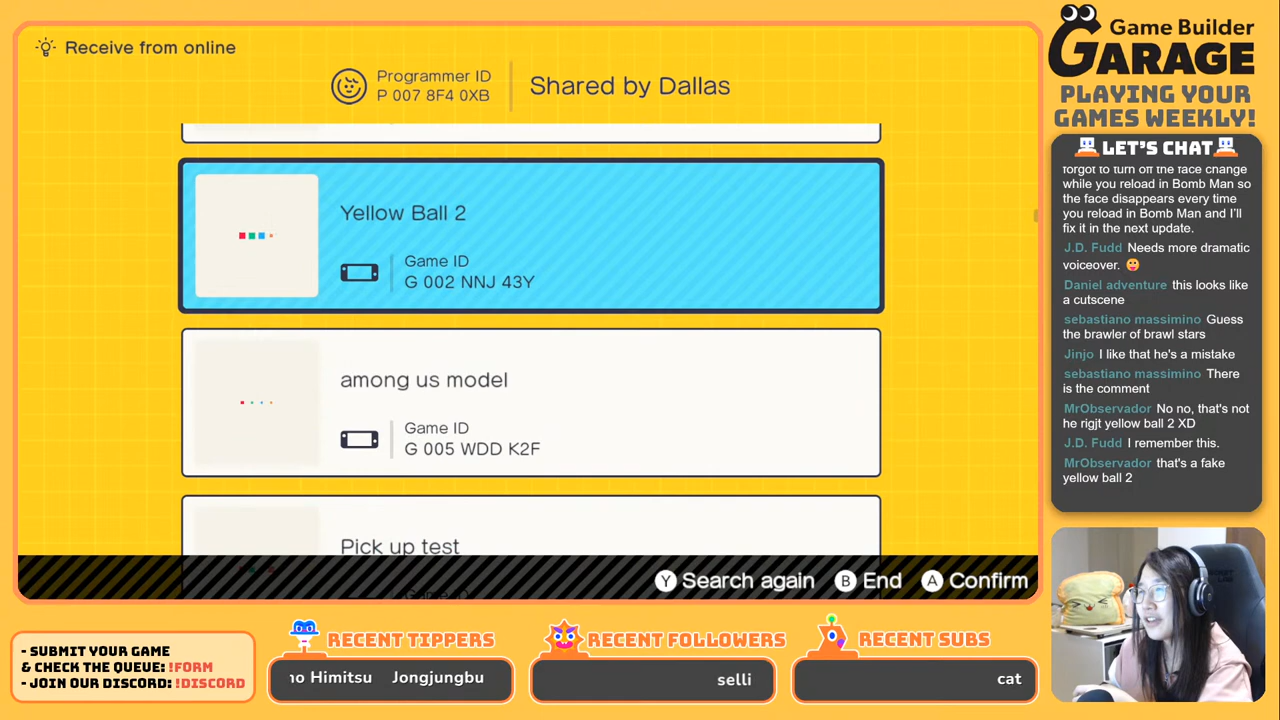 Receive from online
Programmer ID
P 007 8F4 0XB
Shared by Dallas
Yellow Ball 2
Game ID
G 002 NNJ 43Y
among us model
Game ID
G 005 WDD K2F
Pick up test
Y Search again B End A Confirm
Game Builder
GARAGE
PLAYING YOUR
GAMES WEEKLY!
LET'S CHAT
forgot to turn off the face change
while you reload in Bomb Man so
the face disappears every time
you reload in Bomb Man and I'll
fix it in the next update.
J.D. Fudd Needs more dramatic
voiceover.
Daniel adventure this looks like
a cutscene
sebastiano massimino Guess
the brawler of brawl stars
Jinjo I like that he's a mistake
sebastiano massimino There
is the comment
MrObservador No no, that's not
he rigjt yellow ball 2 XD
J.D. Fudd I remember this.
MrObservador that's a fake
yellow ball 2
- SUBMIT YOUR GAME
& CHECK THE QUEUE: !FORM
- JOIN OUR DISCORD: !DISCORD
RECENT TIPPERS
no Himitsu Jongjungbu
RECENT FOLLOWERS
selli
RECENT SUBS
cat